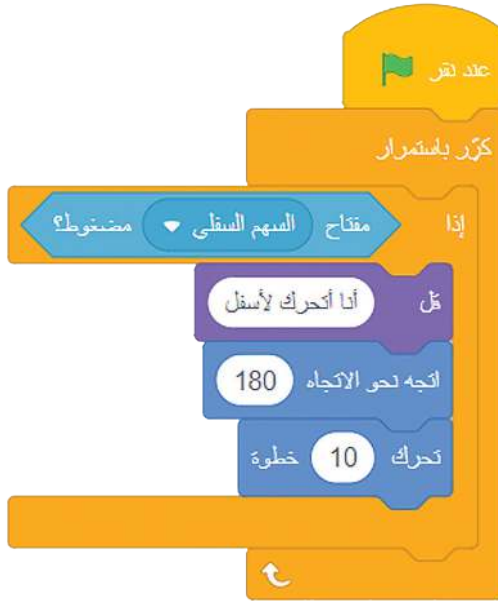 عند نقر
كرّر باستمرار
إذا مفتاح السهم السفلي مضغوط؟
قل أنا أتحرك لأسفل
اتجه نحو الاتجاه 180
تحرك 10 خطوة